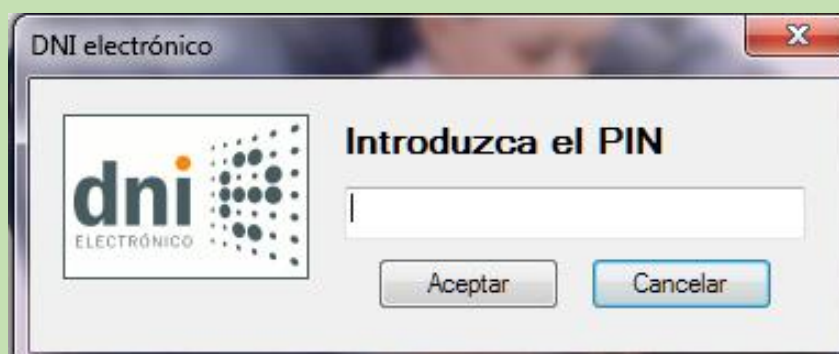 DNI electrónico
dni
ELECTRÓNICO
Introduzca el PIN
Aceptar
Cancelar